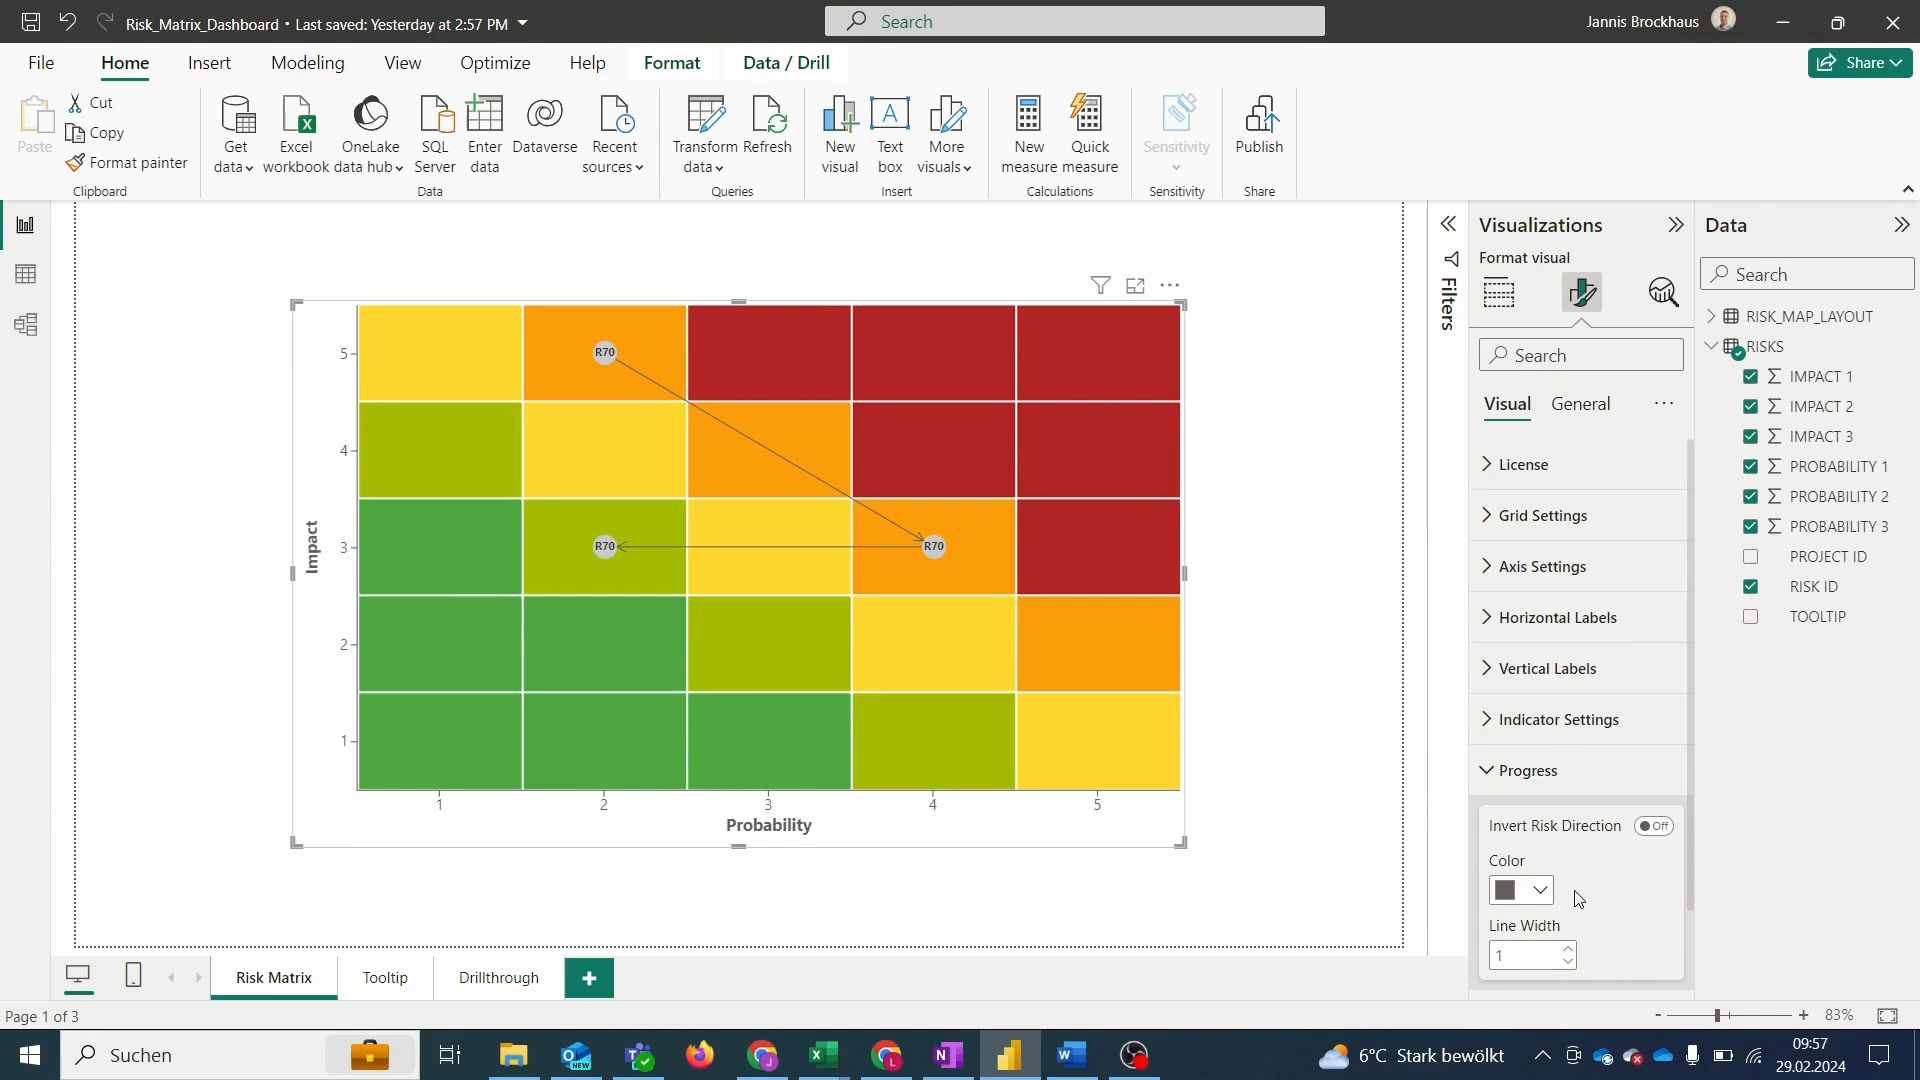 Risk_Matrix_Dashboard • Last saved: Yesterday at 2:57 PM
Search
Jannis Brockhaus
File
Home
Insert
Modeling
View
Optimize
Help
Format
Data / Drill
Share
Paste
Cut
Copy
Format painter
Clipboard
Get data
Excel workbook
OneLake data hub
SQL Server
Enter data
Dataverse
Recent sources
Data
Transform data
Refresh
Queries
New visual
Text box
More visuals
Insert
New measure
Quick measure
Calculations
Sensitivity
Sensitivity
Publish
Share
Impact
5
4
3
2
1
R70
R70
R70
1
2
3
4
5
Probability
Filters
Visualizations
Format visual
Search
Visual
General
License
Grid Settings
Axis Settings
Horizontal Labels
Vertical Labels
Indicator Settings
Progress
Invert Risk Direction
Off
Color
Line Width
1
Data
Search
RISK_MAP_LAYOUT
RISKS
IMPACT 1
IMPACT 2
IMPACT 3
PROBABILITY 1
PROBABILITY 2
PROBABILITY 3
PROJECT ID
RISK ID
TOOLTIP
Risk Matrix
Tooltip
Drillthrough
Page 1 of 3
83%
Suchen
6°C Stark bewölkt
09:57
29.02.2024